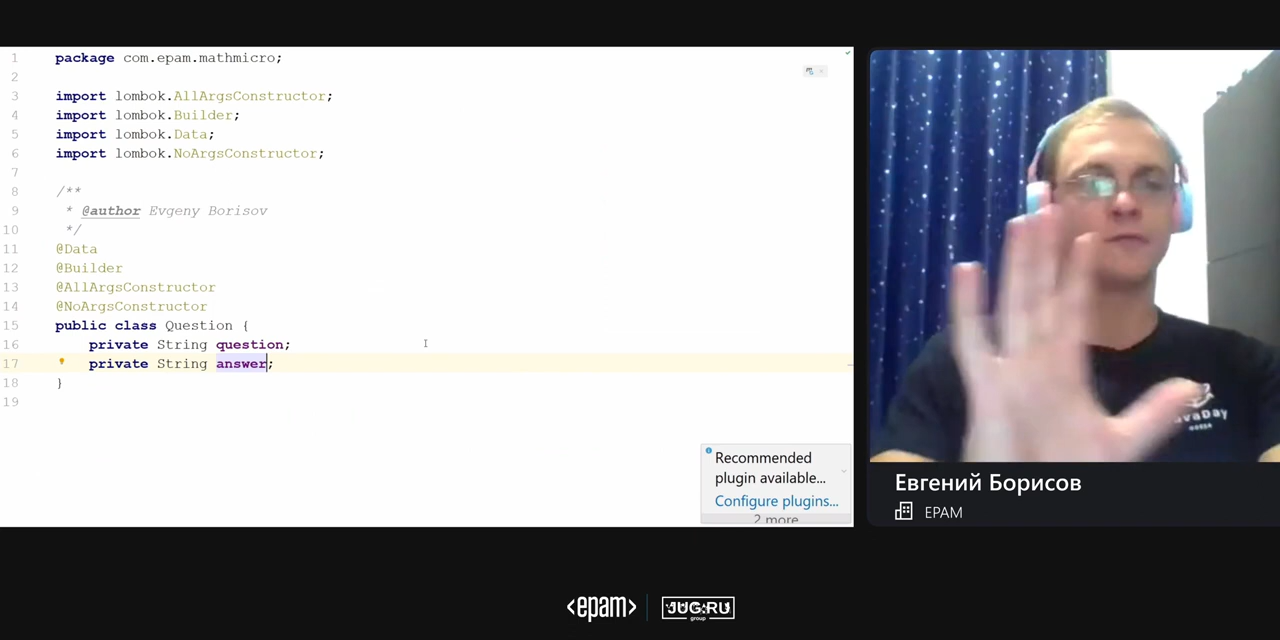 1 package com.epam.mathmicro;
2
3 import lombok.AllArgsConstructor;
4 import lombok.Builder;
5 import lombok.Data;
6 import lombok.NoArgsConstructor;
7
8 /**
9 * @author Evgeny Borisov
10 */
11 @Data
12 @Builder
13 @AllArgsConstructor
14 @NoArgsConstructor
15 public class Question {
16 private String question;
17 private String answer;
18 }
19
Recommended
plugin available...
Configure plugins...
2 more
Евгений Борисов
EPAM
<epam>
JUG.RU
group